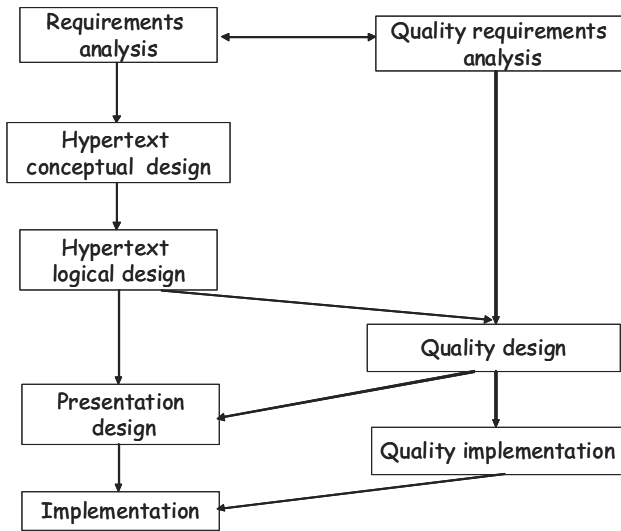 Requirements
analysis
Quality requirements
analysis
Hypertext
conceptual design
Hypertext
logical design
Quality design
Presentation
design
Quality implementation
Implementation